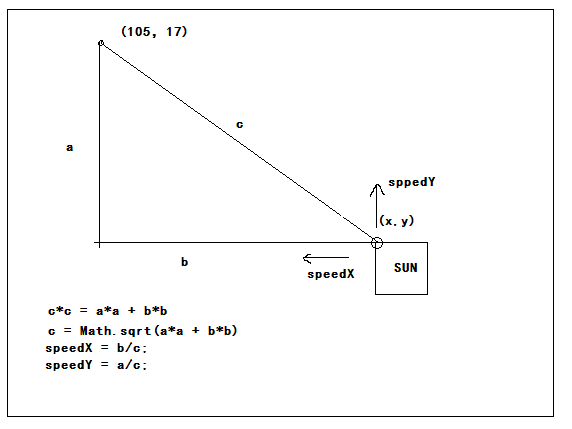 (105, 17)
c
a
sppedY
(x.y)
b
speedX
SUN
c*c = a*a + b*b
c = Math.sqrt(a*a + b*b)
speedX = b/c;
speedY = a/c;